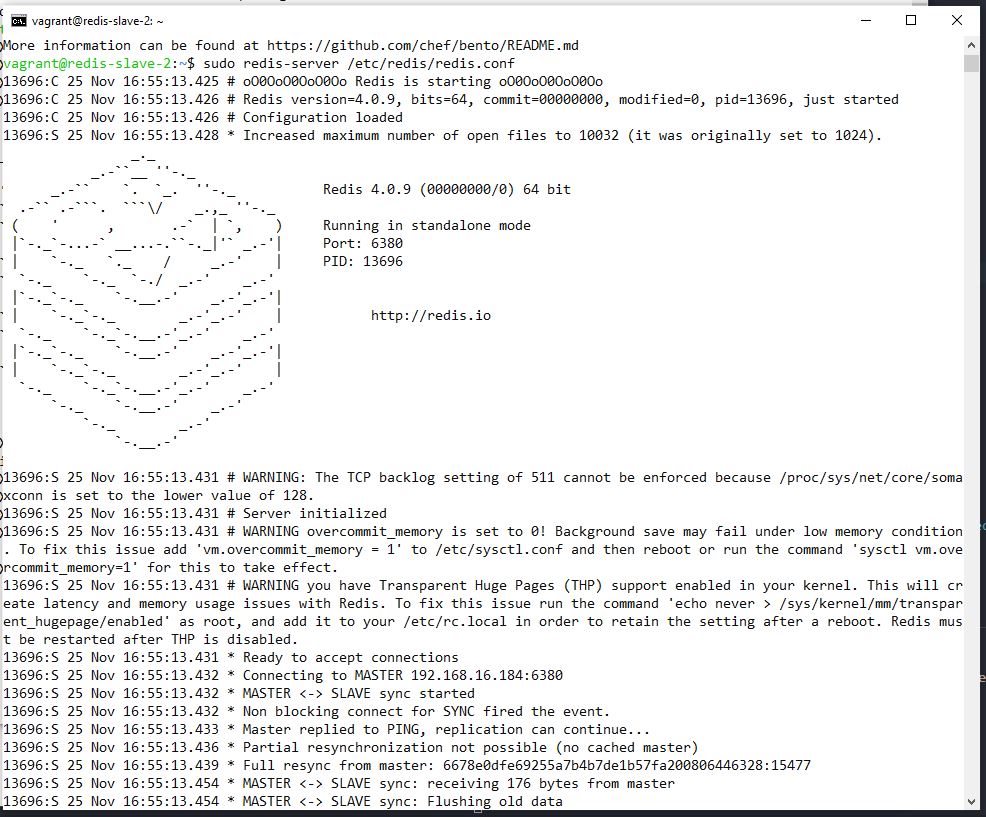 vagrant@redis-slave-2: ~
More information can be found at https://github.com/chef/bento/README.md
vagrant@redis-slave-2:~$ sudo redis-server /etc/redis/redis.conf
13696:C 25 Nov 16:55:13.425 # oO0OoO0OoO0Oo Redis is starting oO0OoO0OoO0Oo
13696:C 25 Nov 16:55:13.426 # Redis version=4.0.9, bits=64, commit=00000000, modified=0, pid=13696, just started
13696:C 25 Nov 16:55:13.426 # Configuration loaded
13696:S 25 Nov 16:55:13.428 * Increased maximum number of open files to 10032 (it was originally set to 1024).
Redis 4.0.9 (00000000/0) 64 bit
Running in standalone mode
Port: 6380
PID: 13696
http://redis.io
13696:S 25 Nov 16:55:13.431 # WARNING: The TCP backlog setting of 511 cannot be enforced because /proc/sys/net/core/soma
xconn is set to the lower value of 128.
13696:S 25 Nov 16:55:13.431 # Server initialized
13696:S 25 Nov 16:55:13.431 # WARNING overcommit_memory is set to 0! Background save may fail under low memory condition
. To fix this issue add 'vm.overcommit_memory = 1' to /etc/sysctl.conf and then reboot or run the command 'sysctl vm.ove
rcommit_memory=1' for this to take effect.
13696:S 25 Nov 16:55:13.431 # WARNING you have Transparent Huge Pages (THP) support enabled in your kernel. This will cr
eate latency and memory usage issues with Redis. To fix this issue run the command 'echo never > /sys/kernel/mm/transpar
ent_hugepage/enabled' as root, and add it to your /etc/rc.local in order to retain the setting after a reboot. Redis mus
t be restarted after THP is disabled.
13696:S 25 Nov 16:55:13.431 * Ready to accept connections
13696:S 25 Nov 16:55:13.432 * Connecting to MASTER 192.168.16.184:6380
13696:S 25 Nov 16:55:13.432 * MASTER <-> SLAVE sync started
13696:S 25 Nov 16:55:13.432 * Non blocking connect for SYNC fired the event.
13696:S 25 Nov 16:55:13.433 * Master replied to PING, replication can continue...
13696:S 25 Nov 16:55:13.436 * Partial resynchronization not possible (no cached master)
13696:S 25 Nov 16:55:13.439 * Full resync from master: 6678e0dfe69255a7b4b7de1b57fa200806446328:15477
13696:S 25 Nov 16:55:13.454 * MASTER <-> SLAVE sync: receiving 176 bytes from master
13696:S 25 Nov 16:55:13.454 * MASTER <-> SLAVE sync: Flushing old data